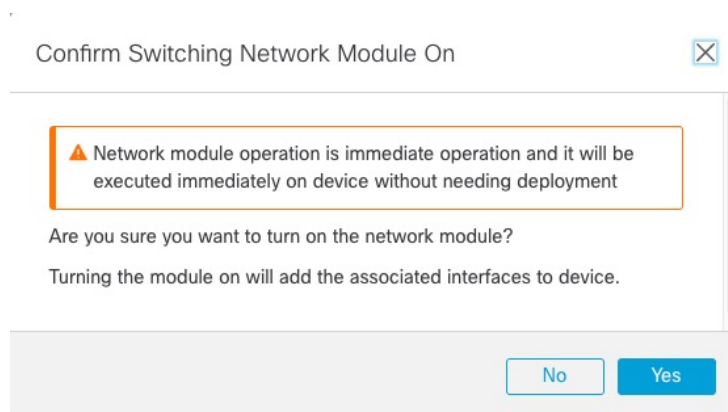 Confirm Switching Network Module On
Network module operation is immediate operation and it will be
executed immediately on device without needing deployment
Are you sure you want to turn on the network module?
Turning the module on will add the associated interfaces to device.
No
Yes